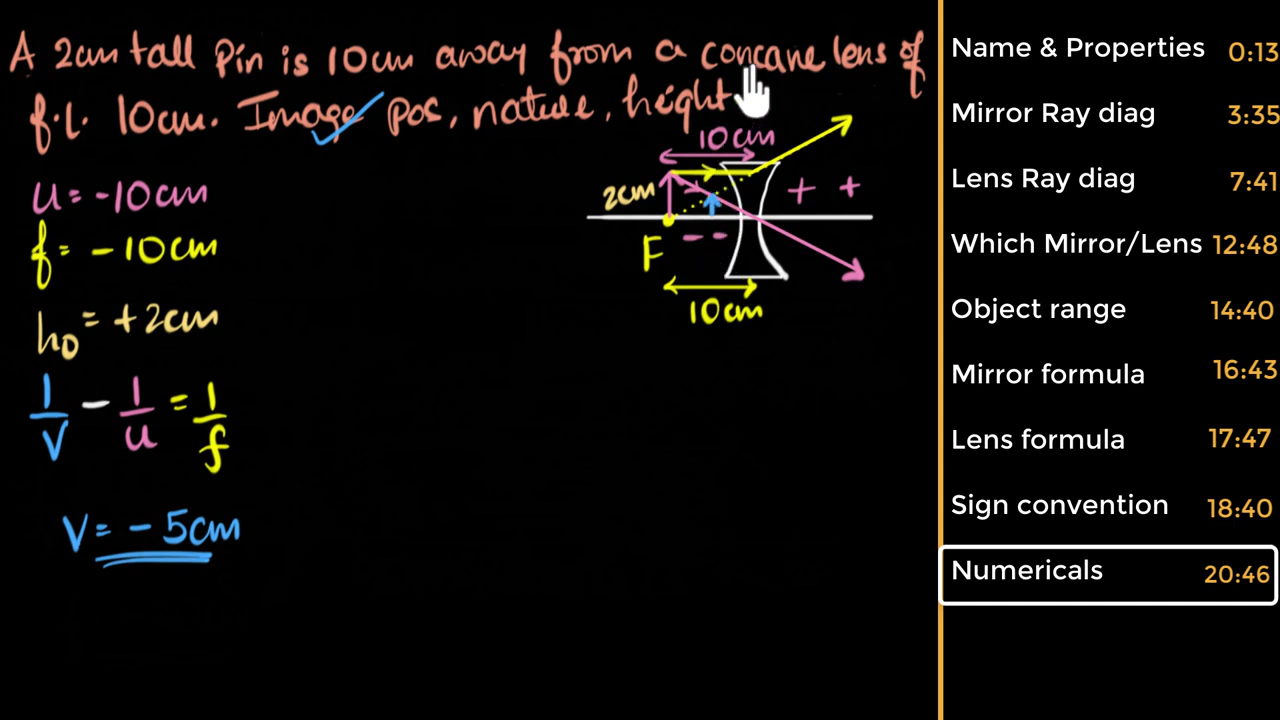 A 2cm tall Pin is 10cm away from a concave lens of
f.l. 10cm. Image pos, nature, height
u = -10cm
f = - 10cm
h₀ = + 2cm
1/v - 1/u = 1/f
V = - 5cm
10cm
2cm
+ +
F - -
10cm
Name & Properties 0:13
Mirror Ray diag 3:35
Lens Ray diag 7:41
Which Mirror/Lens 12:48
Object range 14:40
Mirror formula 16:43
Lens formula 17:47
Sign convention 18:40
Numericals 20:46